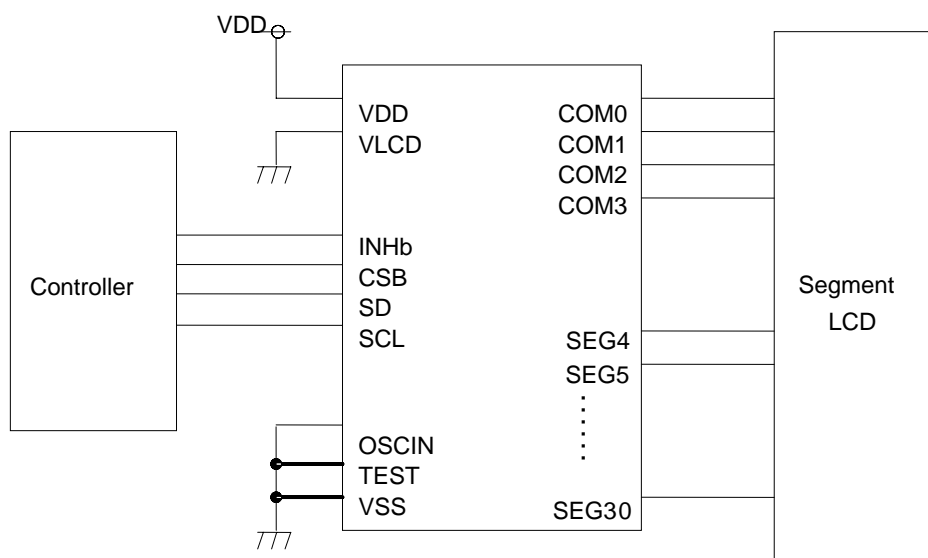 VDD
VDD
VLCD
COM0
COM1
COM2
COM3
Controller
INHb
CSB
SD
SCL
Segment
LCD
SEG4
SEG5
OSCIN
TEST
VSS
SEG30